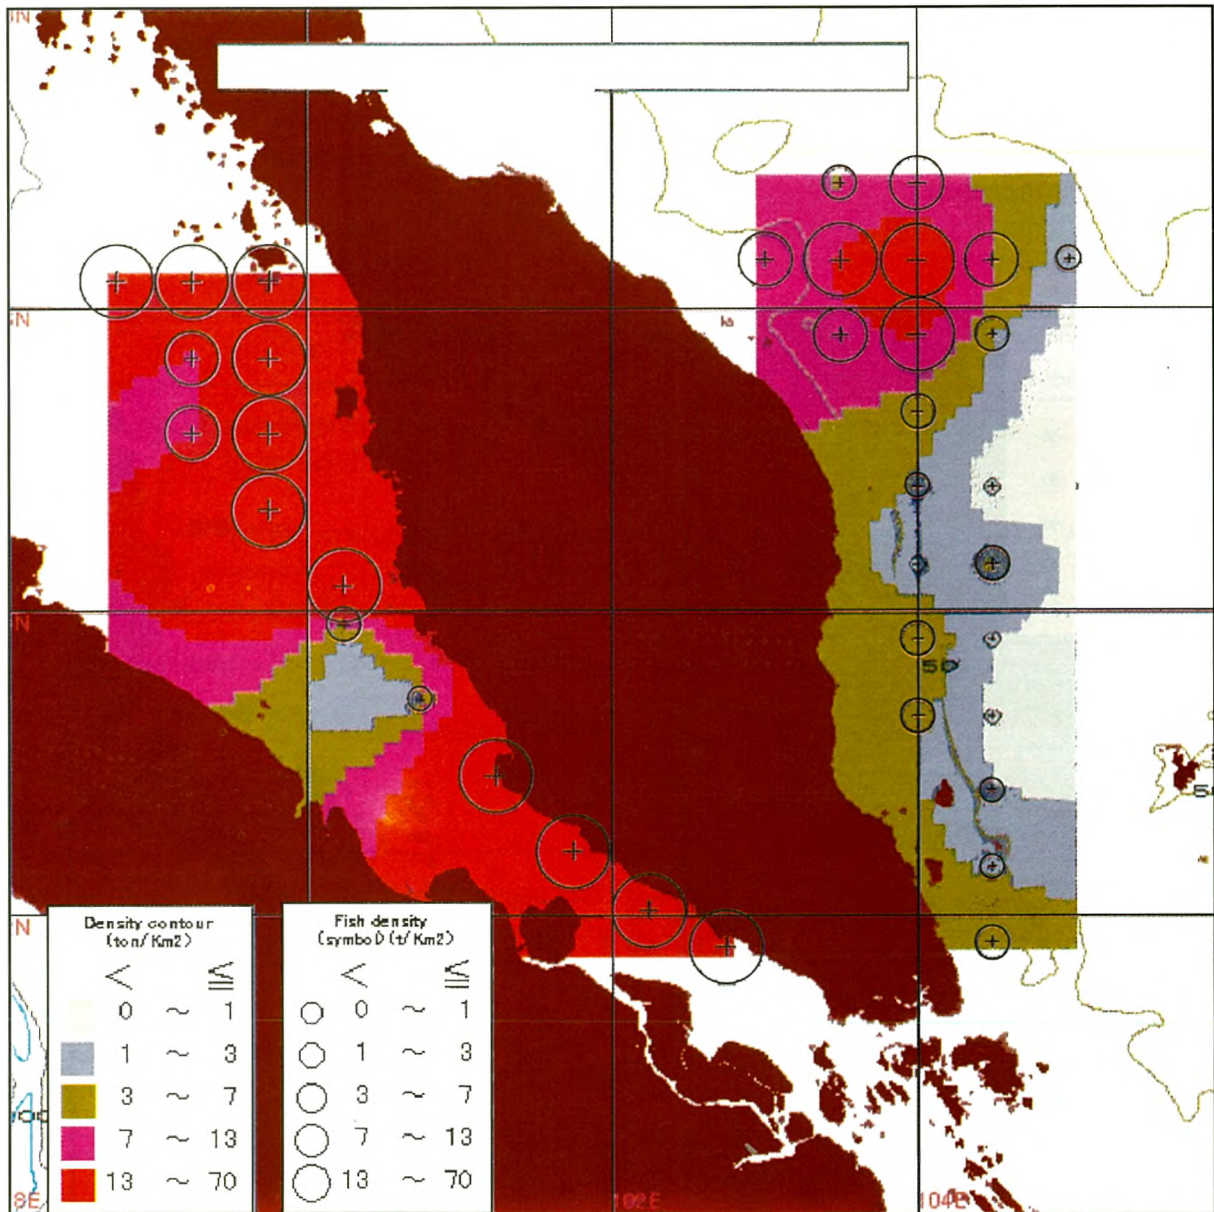 N
N
N
50
N
Density contour
(ton/Km2)
< ≦
0 ~ 1
1 ~ 3
3 ~ 7
7 ~ 13
13 ~ 70
Fish density
(symbol) (t/Km2)
< ≦
0 ~ 1
1 ~ 3
3 ~ 7
7 ~ 13
13 ~ 70
8E
102E
104E